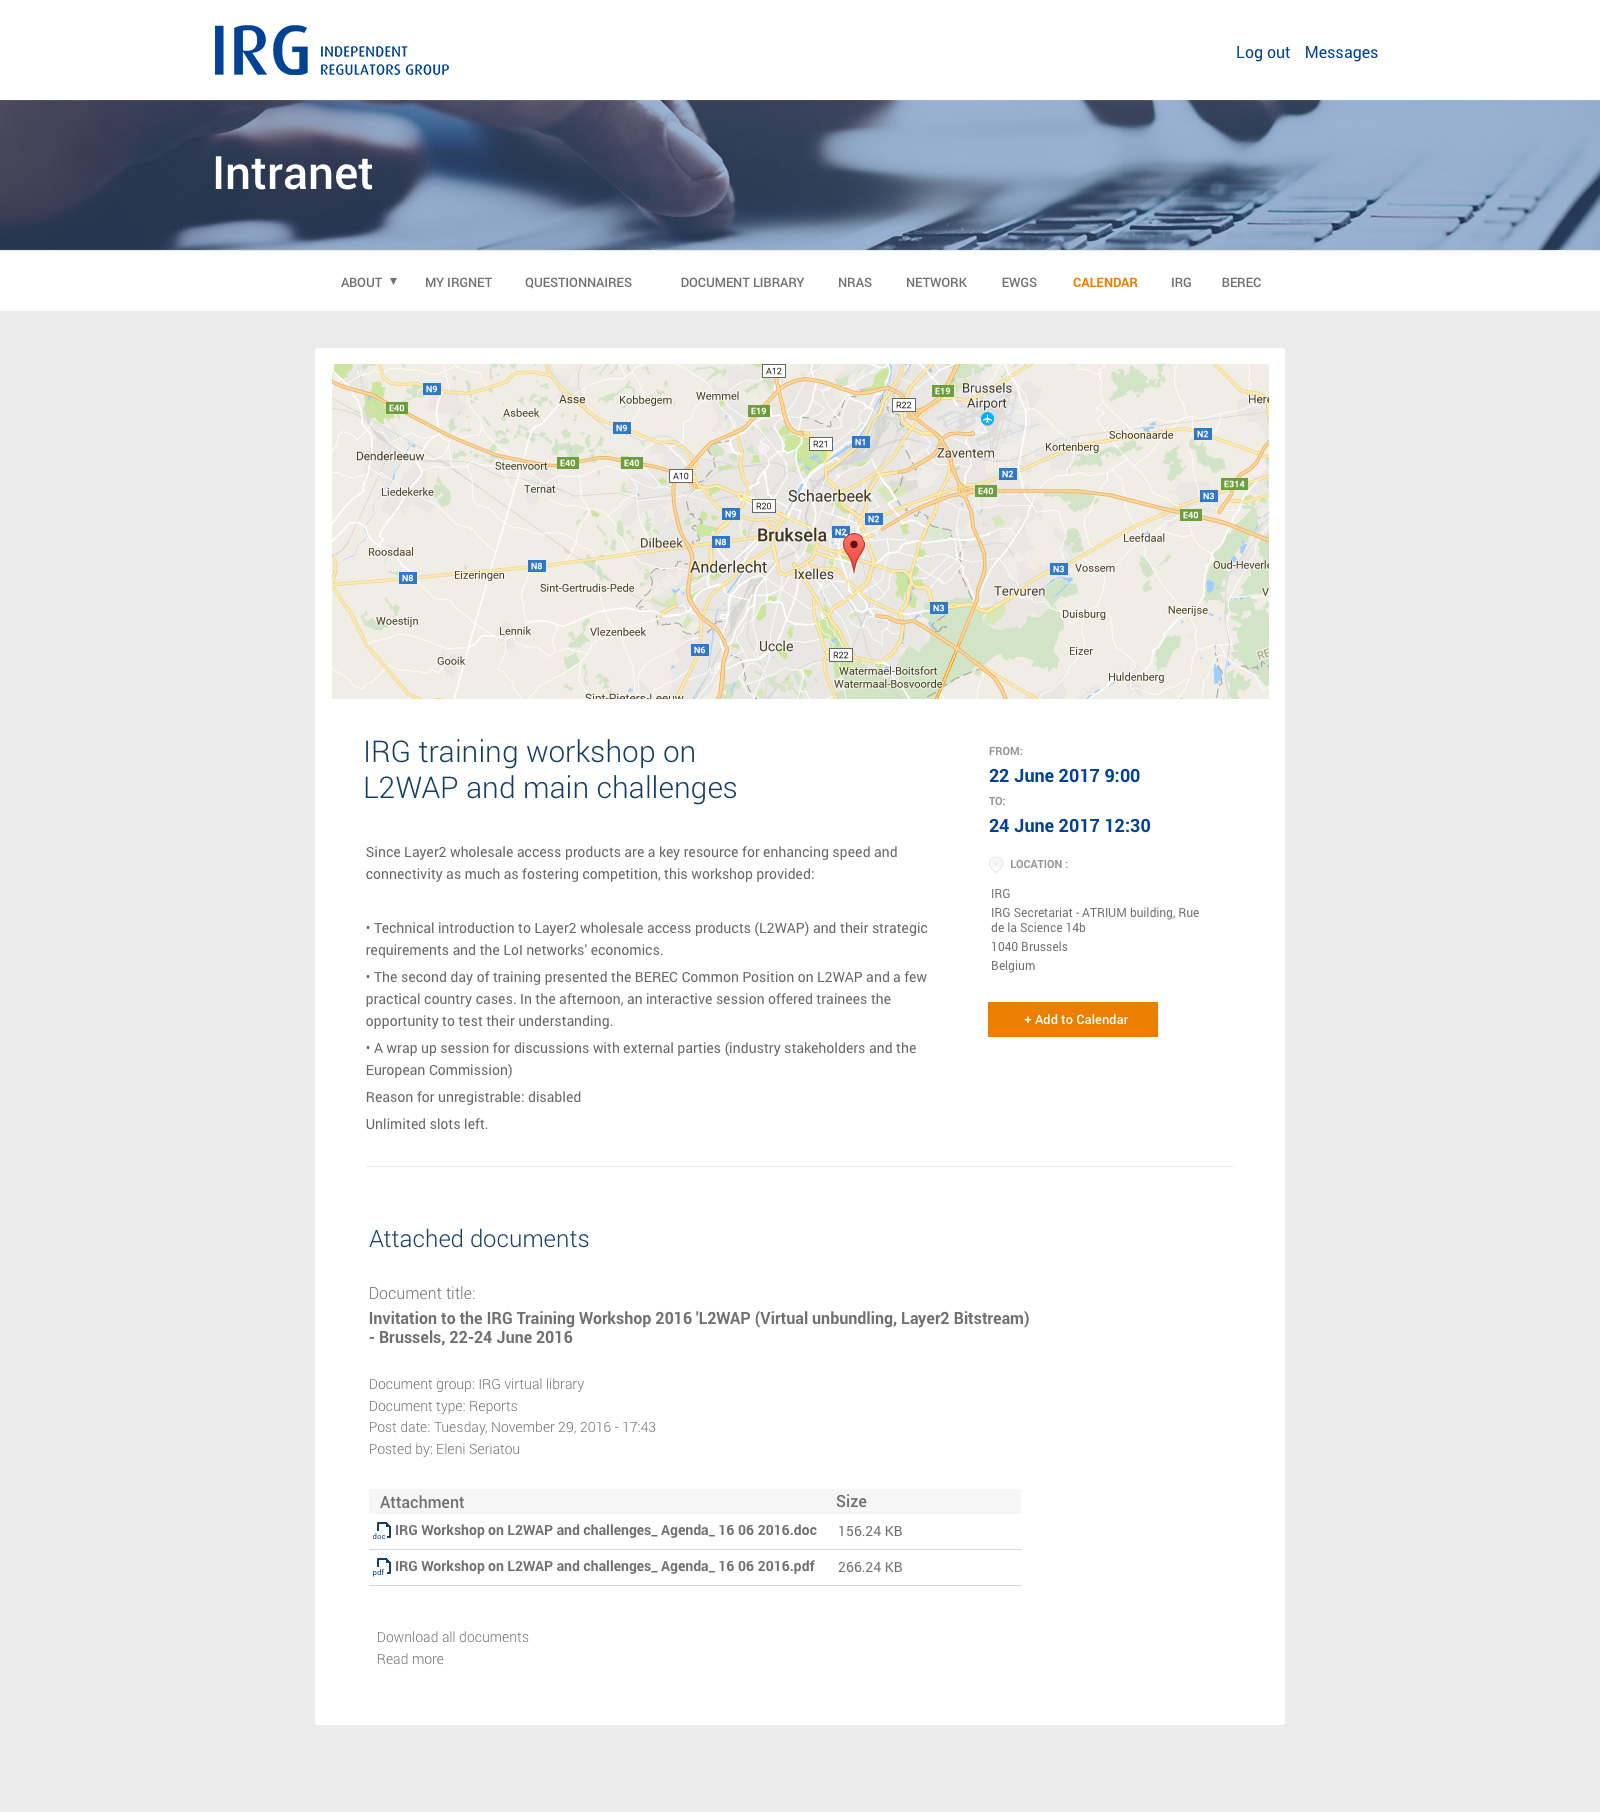 IRG INDEPENDENT
REGULATORS GROUP
Log out Messages
Intranet
ABOUT ▼ MY IRGNET QUESTIONNAIRES DOCUMENT LIBRARY NRAS NETWORK EWGS CALENDAR IRG BEREC
A12
N9
E19
Brussels
Airport
Asse
Kobbegem
Wemmel
Here
E40
Asbeek
E19
R22
N9
R21
N1
Schoonaarde
N2
Denderleeuw
Kortenberg
Zaventem
Steenvoort
E40
E40
A10
N2
Liedekerke
Ternat
Schaerbeek
E40
N3
E314
R20
N9
N2
E40
Bruksela
N2
Dilbeek
N8
Leefdaal
Roosdaal
Anderlecht
N8
N8
Eizeringen
Ixelles
N3
Vossem
Oud-Heverle
Sint-Gertrudis-Pede
Tervuren
V
N3
Duisburg
Neerijse
Woestijn
Lennik
Vlezenbeek
Uccle
N6
R22
Eizer
RE
Gooik
Watermael-Boitsfort
Watermaal-Bosvoorde
Huldenberg
Sint-Pieters-Leeuw
IRG training workshop on
L2WAP and main challenges
Since Layer2 wholesale access products are a key resource for enhancing speed and
connectivity as much as fostering competition, this workshop provided:
• Technical introduction to Layer2 wholesale access products (L2WAP) and their strategic
requirements and the LoI networks’ economics.
• The second day of training presented the BEREC Common Position on L2WAP and a few
practical country cases. In the afternoon, an interactive session offered trainees the
opportunity to test their understanding.
• A wrap up session for discussions with external parties (industry stakeholders and the
European Commission)
Reason for unregistrable: disabled
Unlimited slots left.
FROM:
22 June 2017 9:00
TO:
24 June 2017 12:30
LOCATION :
IRG
IRG Secretariat - ATRIUM building, Rue
de la Science 14b
1040 Brussels
Belgium
+ Add to Calendar
Attached documents
Document title:
Invitation to the IRG Training Workshop 2016 'L2WAP (Virtual unbundling, Layer2 Bitstream)
- Brussels, 22-24 June 2016
Document group: IRG virtual library
Document type: Reports
Post date: Tuesday, November 29, 2016 - 17:43
Posted by: Eleni Seriatou
Attachment Size
doc IRG Workshop on L2WAP and challenges_ Agenda_ 16 06 2016.doc 156.24 KB
pdf IRG Workshop on L2WAP and challenges_ Agenda_ 16 06 2016.pdf 266.24 KB
Download all documents
Read more